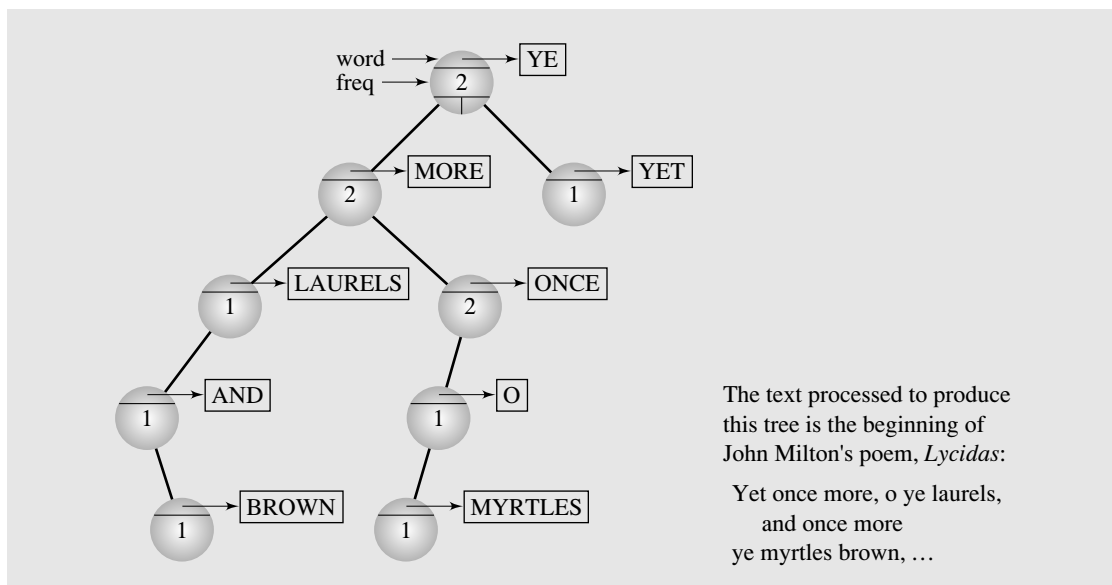 word
YE
freq
2
MORE
YET
2
1
LAURELS
ONCE
1
2
AND
O
1
1
BROWN
MYRTLES
1
1
The text processed to produce
this tree is the beginning of
John Milton's poem, Lycidas:
Yet once more, o ye laurels,
and once more
ye myrtles brown, …